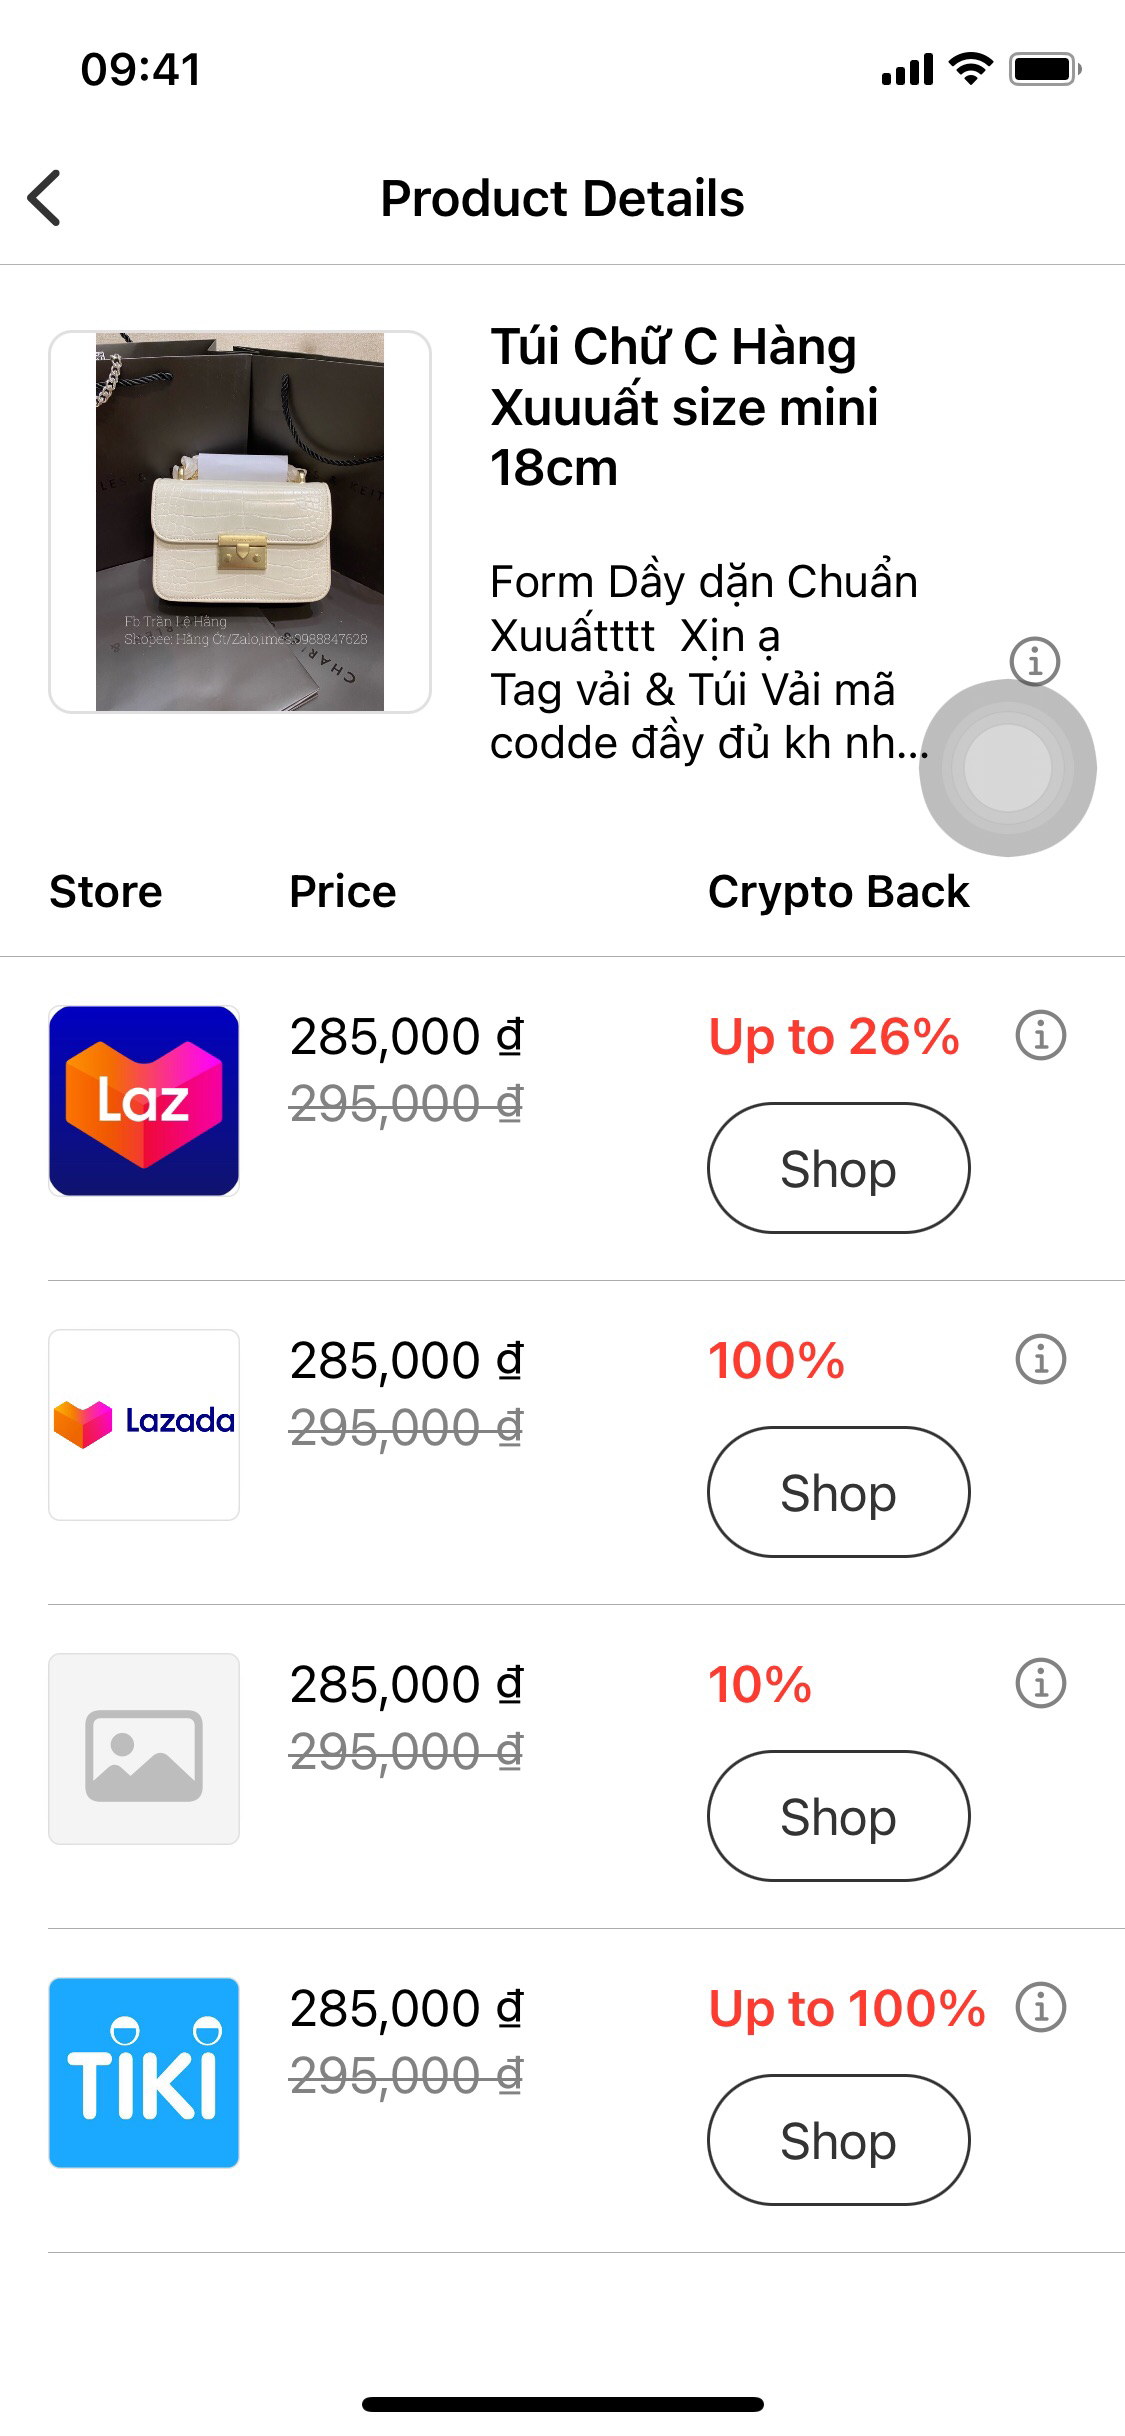 09:41
Product Details
Túi Chữ C Hàng
Xuuuất size mini
18cm
Form Dầy dặn Chuẩn
Xuuấtttt  Xịn ạ
Tag vải & Túi Vải mã
codde đầy đủ kh nh...
Fb Trần Lệ Hằng
Shopee: Hằng Ớt/Zalo,imes:0988847628
CHARL
Store Price Crypto Back
Laz
285,000 ₫ Up to 26%
295,000 ₫
Shop
Lazada
285,000 ₫ 100%
295,000 ₫
Shop
285,000 ₫ 10%
295,000 ₫
Shop
TIKI
285,000 ₫ Up to 100%
295,000 ₫
Shop